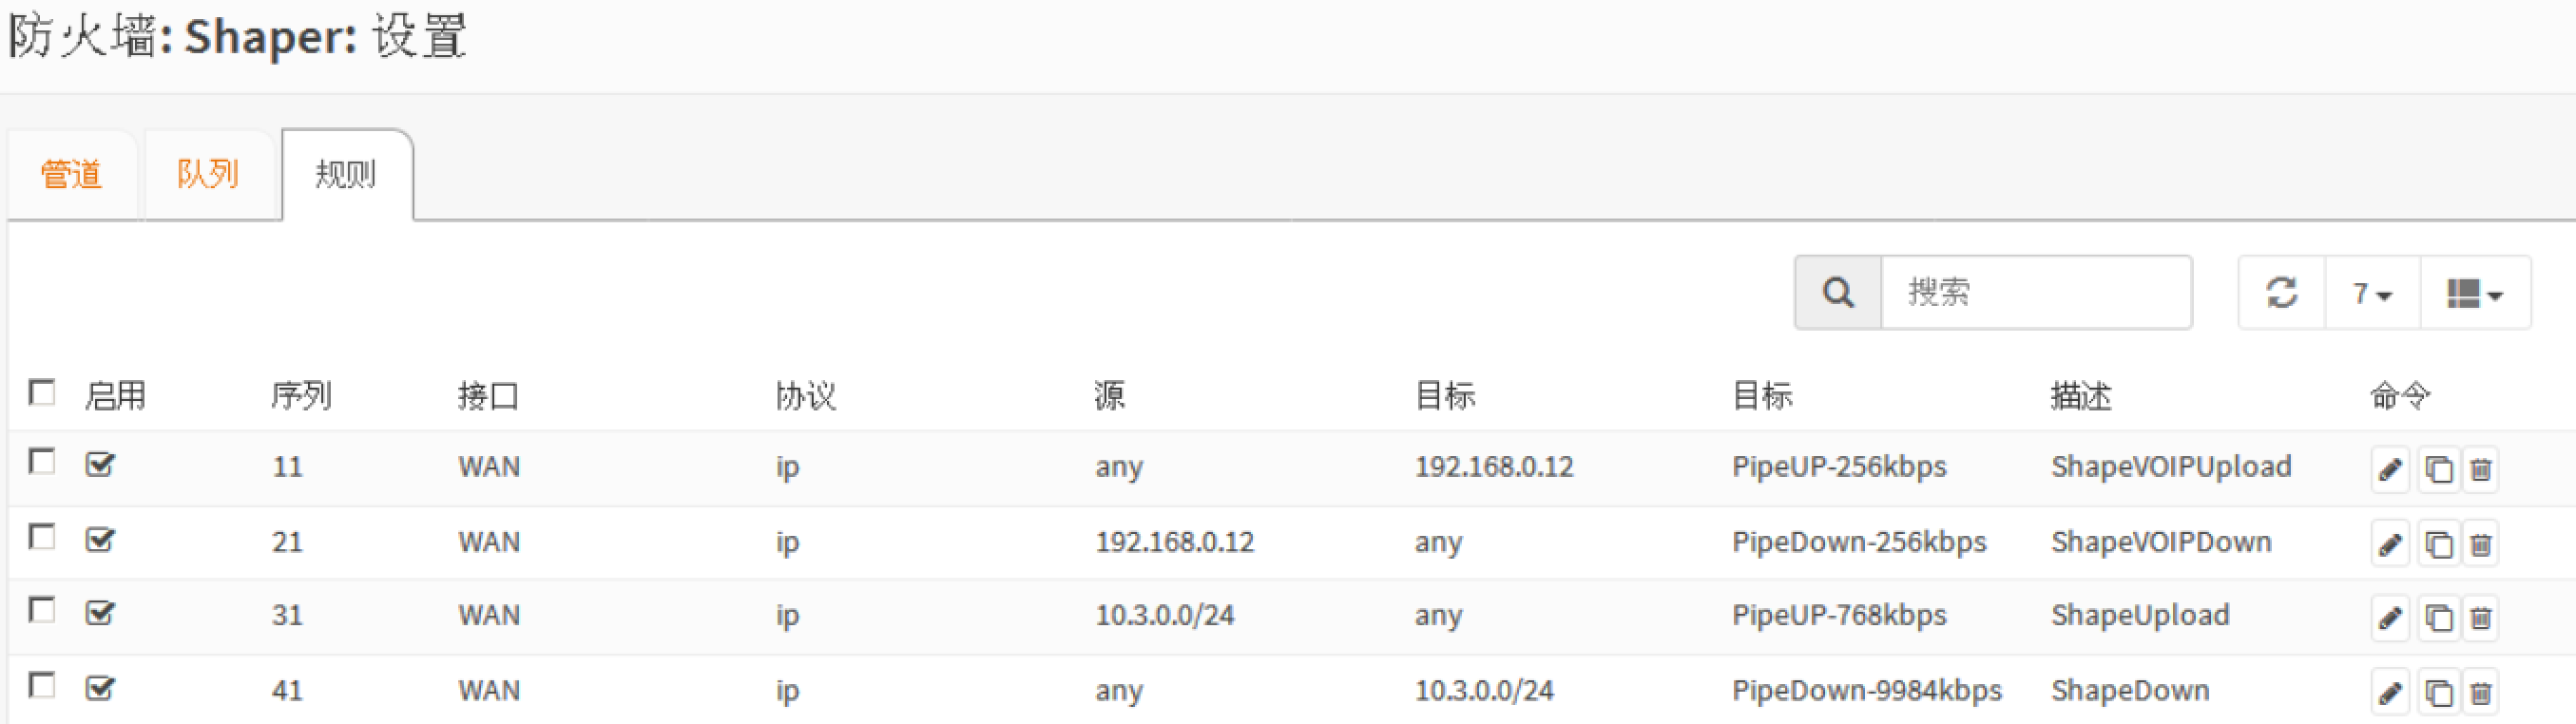 防火墙: Shaper: 设置
管道 队列 规则
搜索 7
启用 序列 接口 协议 源 目标 目标 描述 命令
11 WAN ip any 192.168.0.12 PipeUP-256kbps ShapeVOIPUpload
21 WAN ip 192.168.0.12 any PipeDown-256kbps ShapeVOIPDown
31 WAN ip 10.3.0.0/24 any PipeUP-768kbps ShapeUpload
41 WAN ip any 10.3.0.0/24 PipeDown-9984kbps ShapeDown